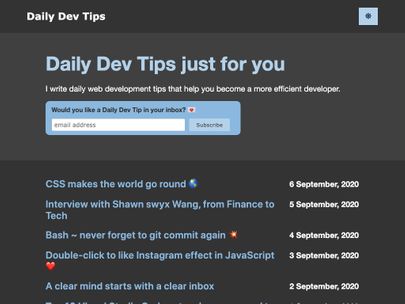 Daily Dev Tips
Daily Dev Tips just for you
I write daily web development tips that help you become a more efficient developer.
Would you like a Daily Dev Tip in your inbox? 💌
email address
Subscribe
CSS makes the world go round 🌏 6 September, 2020
Interview with Shawn swyx Wang, from Finance to 5 September, 2020
Tech
Bash ~ never forget to git commit again 💥 4 September, 2020
Double-click to like Instagram effect in JavaScript 3 September, 2020
❤️
A clear mind starts with a clear inbox 2 September, 2020